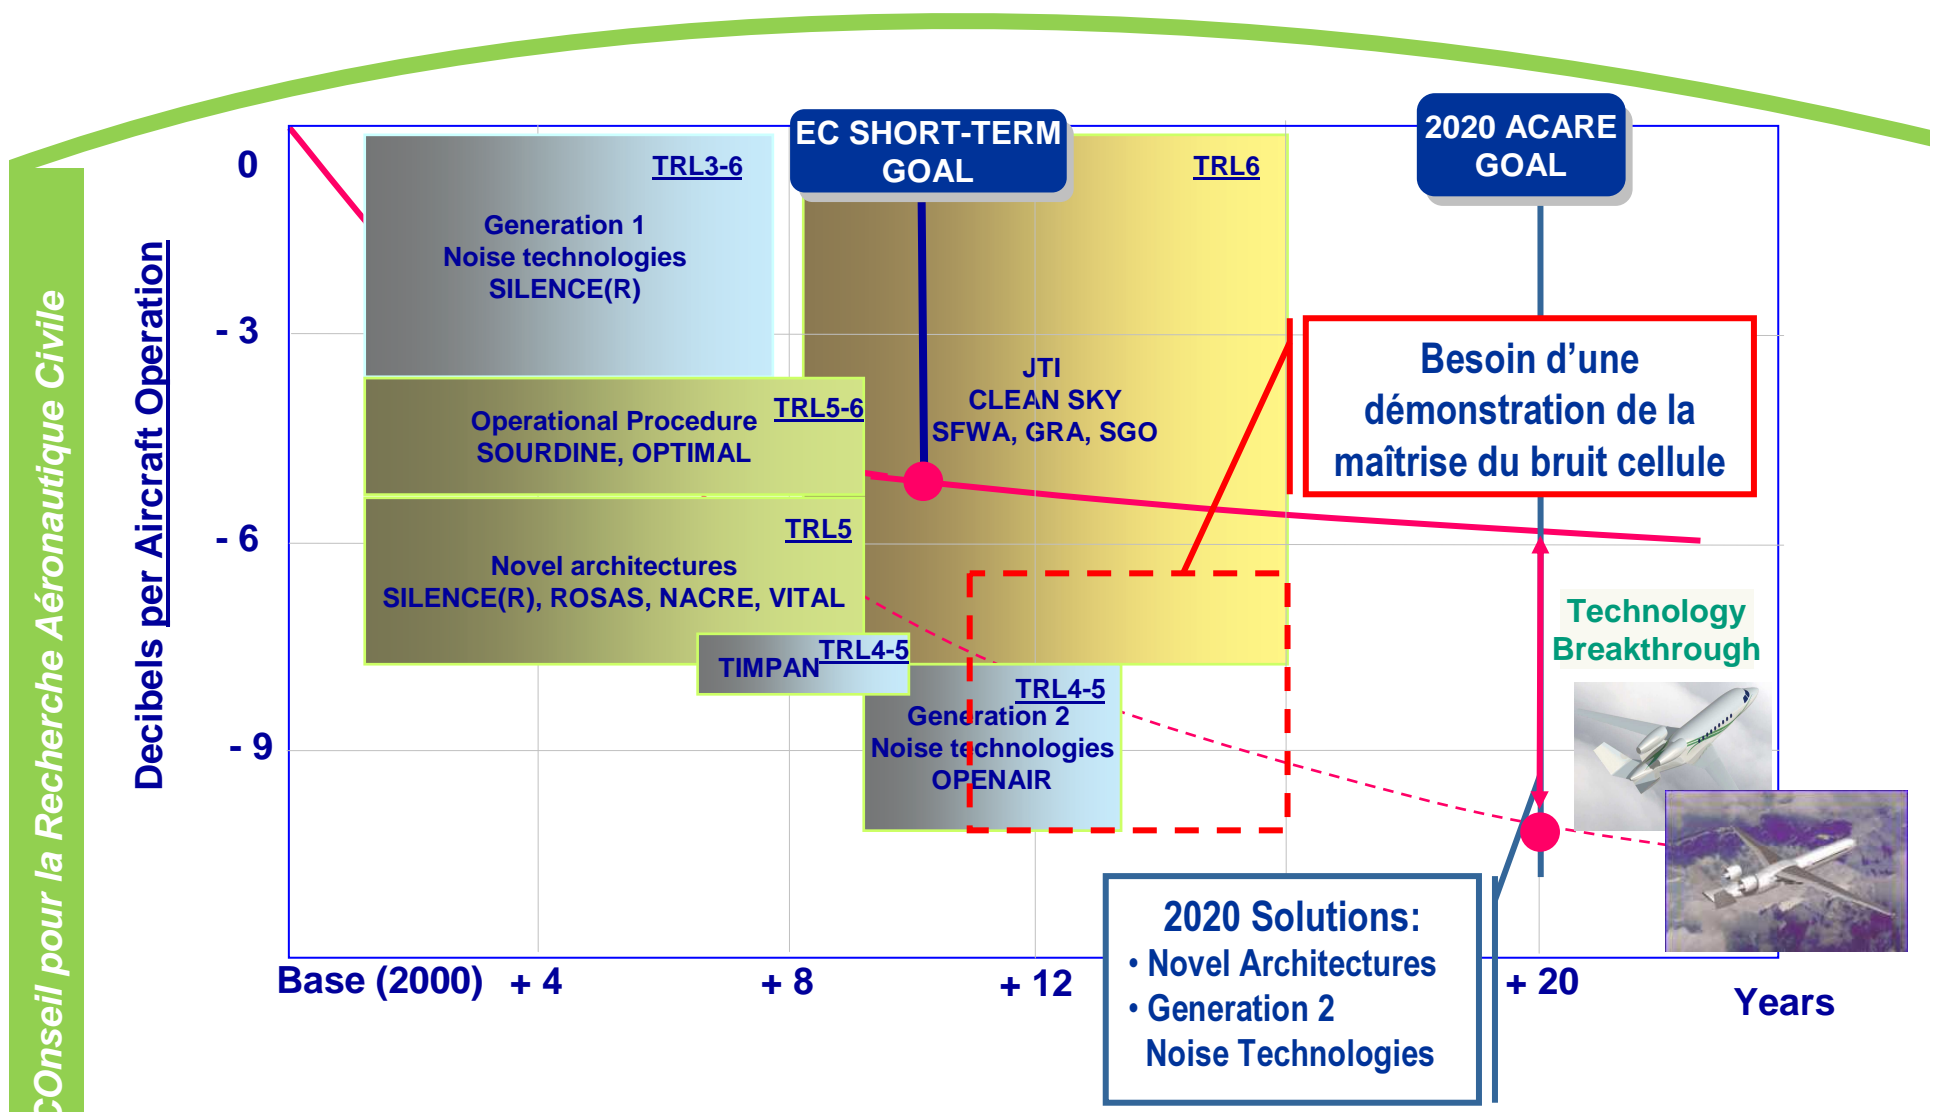 EC SHORT-TERM
GOAL
2020 ACARE
GOAL
0
- 3
- 6
- 9
Decibels per Aircraft Operation
COnseil pour la Recherche Aéronautique Civile
TRL3-6
Generation 1
Noise technologies
SILENCE(R)
TRL6
JTI
CLEAN SKY
SFWA, GRA, SGO
TRL5-6
Operational Procedure
SOURDINE, OPTIMAL
TRL5
Novel architectures
SILENCE(R), ROSAS, NACRE, VITAL
TRL4-5
TIMPAN
TRL4-5
Generation 2
Noise technologies
OPENAIR
Besoin d’une
démonstration de la
maîtrise du bruit cellule
Technology
Breakthrough
2020 Solutions:
• Novel Architectures
• Generation 2
Noise Technologies
Base (2000)
+ 4
+ 8
+ 12
+ 20
Years